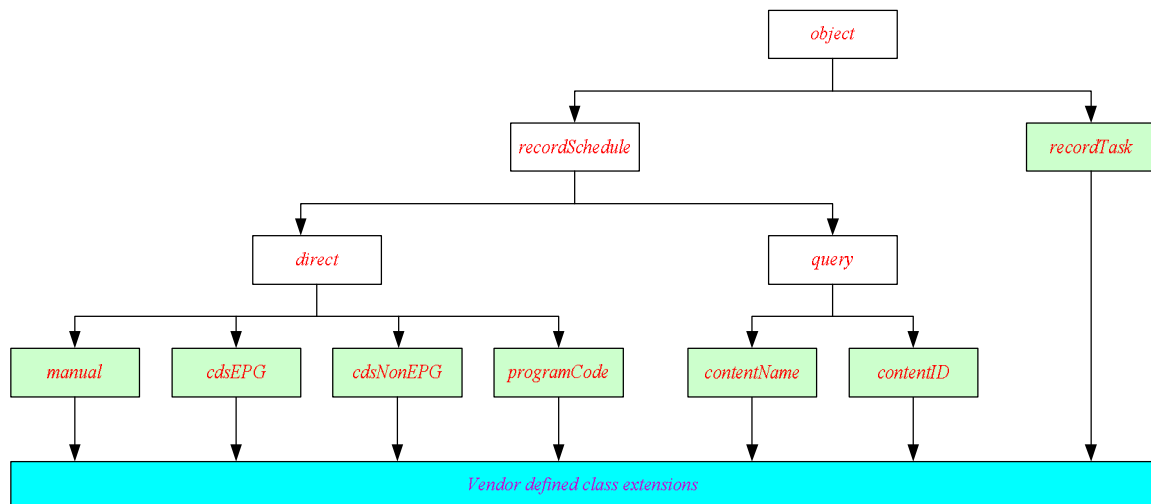 object
recordSchedule
recordTask
direct
query
manual
cdsEPG
cdsNonEPG
programCode
contentName
contentID
Vendor defined class extensions